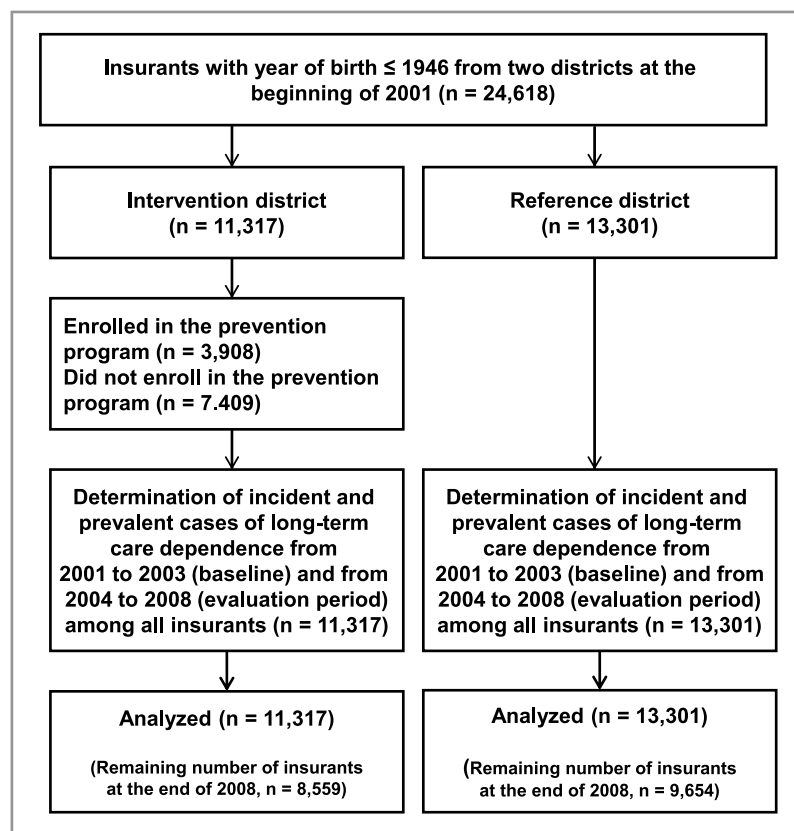 Insurants with year of birth ≤ 1946 from two districts at the
beginning of 2001 (n = 24,618)
Intervention district
(n = 11,317)
Reference district
(n = 13,301)
Enrolled in the prevention
program (n = 3,908)
Did not enroll in the prevention
program (n = 7.409)
Determination of incident and
prevalent cases of long-term
care dependence from
2001 to 2003 (baseline) and from
2004 to 2008 (evaluation period)
among all insurants (n = 11,317)
Determination of incident and
prevalent cases of long-term
care dependence from
2001 to 2003 (baseline) and from
2004 to 2008 (evaluation period)
among all insurants (n = 13,301)
Analyzed (n = 11,317)
(Remaining number of insurants
at the end of 2008, n = 8,559)
Analyzed (n = 13,301)
(Remaining number of insurants
at the end of 2008, n = 9,654)